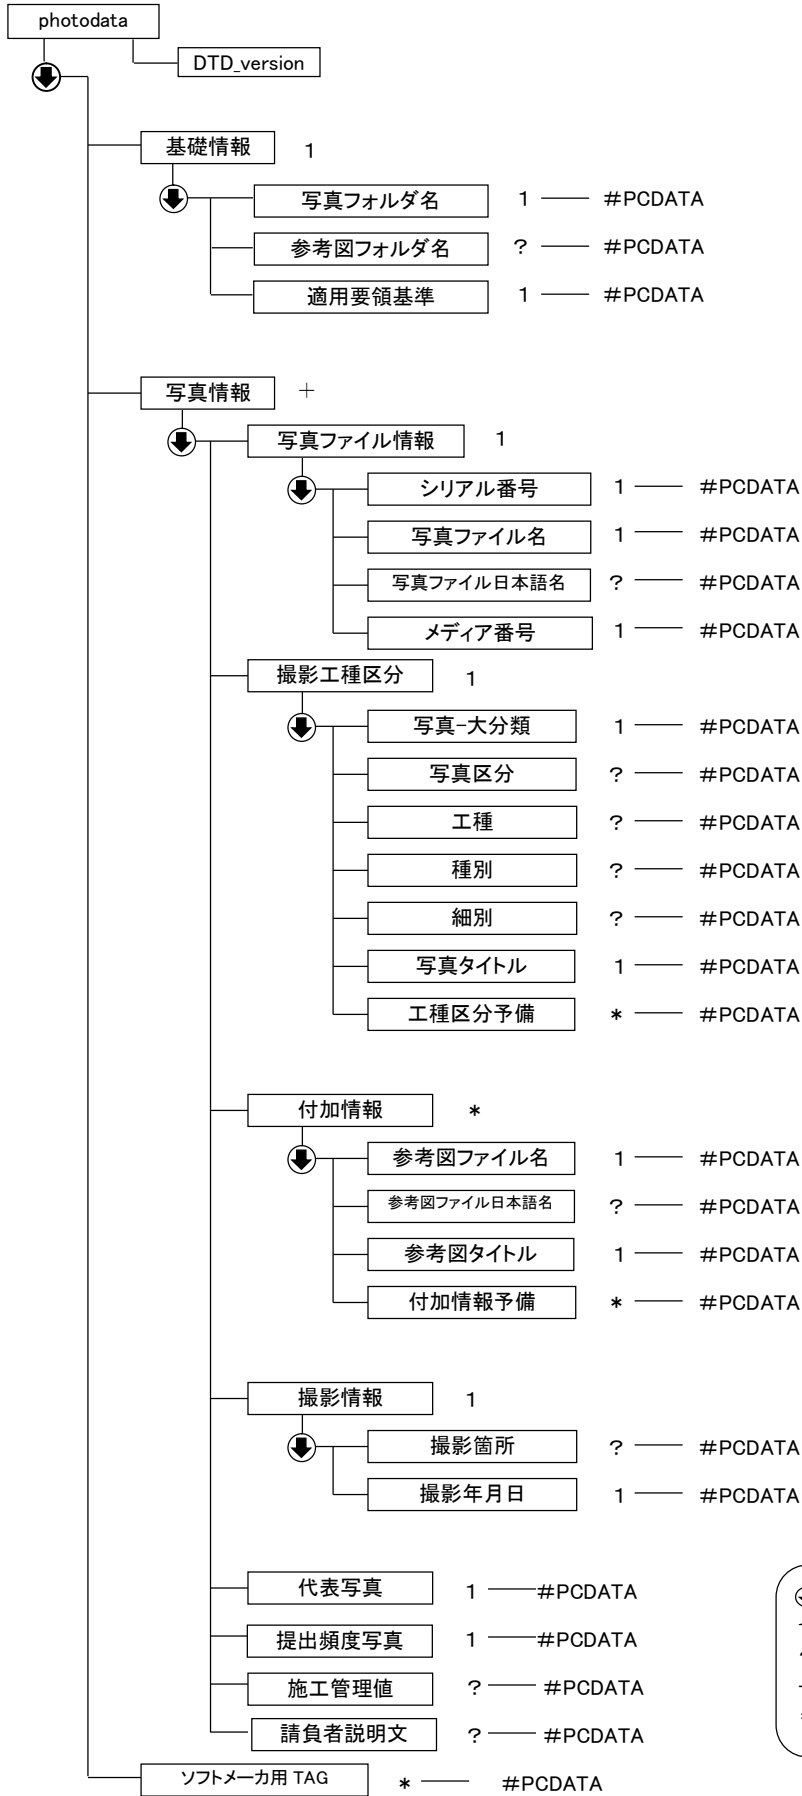 photodata
DTD_version
基礎情報 1
写真フォルダ名 1 #PCDATA
参考図フォルダ名 ? #PCDATA
適用要領基準 1 #PCDATA
写真情報 +
写真ファイル情報 1
シリアル番号 1 #PCDATA
写真ファイル名 1 #PCDATA
写真ファイル日本語名 ? #PCDATA
メディア番号 1 #PCDATA
撮影工種区分 1
写真-大分類 1 #PCDATA
写真区分 ? #PCDATA
工種 ? #PCDATA
種別 ? #PCDATA
細別 ? #PCDATA
写真タイトル 1 #PCDATA
工種区分予備 * #PCDATA
付加情報 *
参考図ファイル名 1 #PCDATA
参考図ファイル日本語名 ? #PCDATA
参考図タイトル 1 #PCDATA
付加情報予備 * #PCDATA
撮影情報 1
撮影箇所 ? #PCDATA
撮影年月日 1 #PCDATA
代表写真 1 #PCDATA
提出頻度写真 1 #PCDATA
施工管理値 ? #PCDATA
請負者説明文 ? #PCDATA
ソフトメーカ用 TAG * #PCDATA